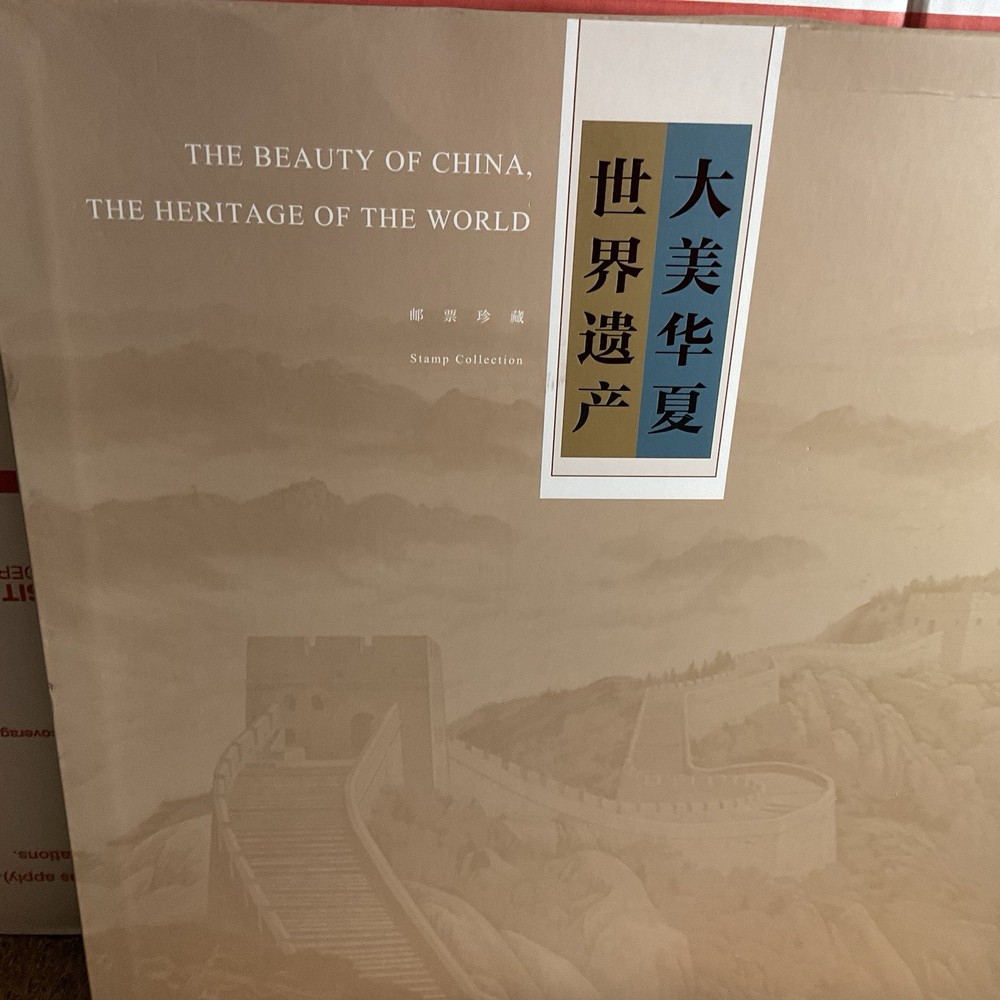 THE BEAUTY OF CHINA,
THE HERITAGE OF THE WORLD
邮票珍藏
Stamp Collection
大美华夏
世界遗产